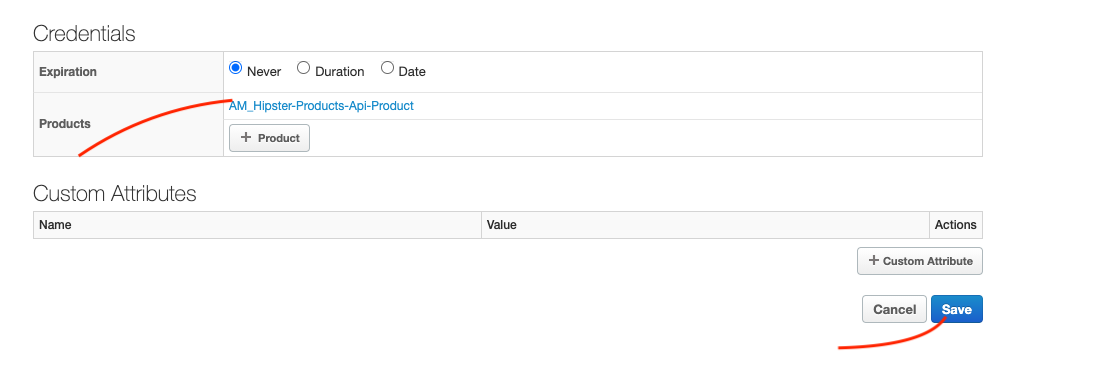 Credentials
Expiration Never Duration Date
AM_Hipster-Products-Api-Product
Products
+ Product
Custom Attributes
Name Value Actions
+ Custom Attribute
Cancel Save